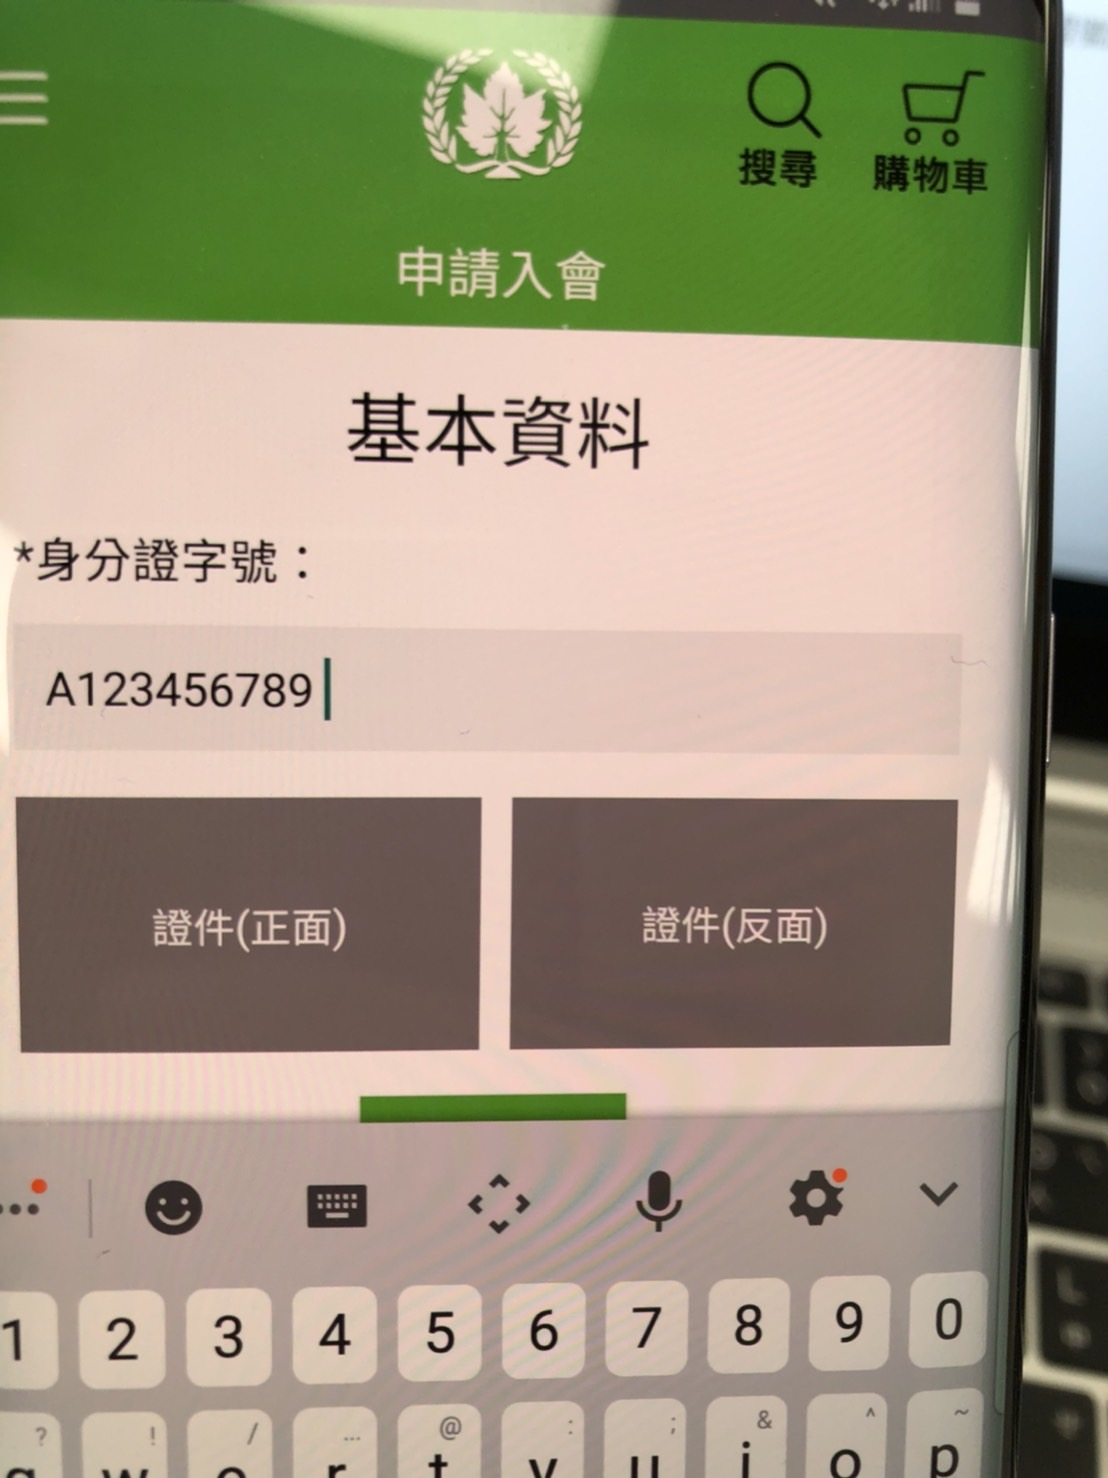 搜尋 購物車
申請入會
基本資料
*身分證字號：
A123456789
證件(正面) 證件(反面)
1 2 3 4 5 6 7 8 9 0
? ! / ... @ : ; & ^ ~
t y u i o p